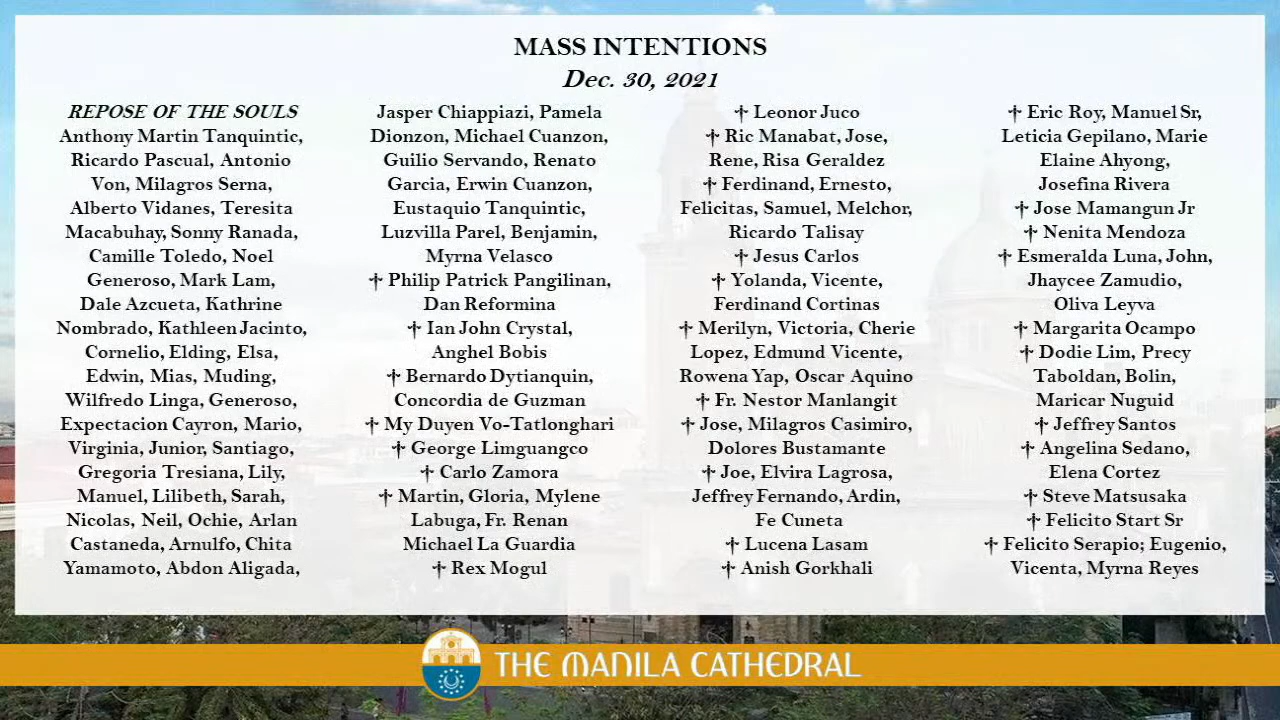 MASS INTENTIONS
Dec. 30, 2021
REPOSE OF THE SOULS
Anthony Martin Tanquintic,
Ricardo Pascual, Antonio
Von, Milagros Serna,
Alberto Vidanes, Teresita
Macabuhay, Sonny Ranada,
Camille Toledo, Noel
Generoso, Mark Lam,
Dale Azcueta, Kathrine
Nombrado, Kathleen Jacinto,
Cornelio, Elding, Elsa,
Edwin, Mias, Muding,
Wilfredo Linga, Generoso,
Expectacion Cayron, Mario,
Virginia, Junior, Santiago,
Gregoria Tresiana, Lily,
Manuel, Lilibeth, Sarah,
Nicolas, Neil, Ochie, Arlan
Castaneda, Arnulfo, Chita
Yamamoto, Abdon Aligada,
Jasper Chiappiazi, Pamela
Dionzon, Michael Cuanzon,
Guilio Servando, Renato
Garcia, Erwin Cuanzon,
Eustaquio Tanquintic,
Luzvilla Parel, Benjamin,
Myrna Velasco
✝ Philip Patrick Pangilinan,
Dan Reformina
✝ Ian John Crystal,
Anghel Bobis
✝ Bernardo Dytianquin,
Concordia de Guzman
✝ My Duyen Vo-Tatlonghari
✝ George Limguangco
✝ Carlo Zamora
✝ Martin, Gloria, Mylene
Labuga, Fr. Renan
Michael La Guardia
✝ Rex Mogul
✝ Leonor Juco
✝ Ric Manabat, Jose,
Rene, Risa Geraldez
✝ Ferdinand, Ernesto,
Felicitas, Samuel, Melchor,
Ricardo Talisay
✝ Jesus Carlos
✝ Yolanda, Vicente,
Ferdinand Cortinas
✝ Merilyn, Victoria, Cherie
Lopez, Edmund Vicente,
Rowena Yap, Oscar Aquino
✝ Fr. Nestor Manlangit
✝ Jose, Milagros Casimiro,
Dolores Bustamante
✝ Joe, Elvira Lagrosa,
Jeffrey Fernando, Ardin,
Fe Cuneta
✝ Lucena Lasam
✝ Anish Gorkhali
✝ Eric Roy, Manuel Sr,
Leticia Gepilano, Marie
Elaine Ahyong,
Josefina Rivera
✝ Jose Mamangun Jr
✝ Nenita Mendoza
✝ Esmeralda Luna, John,
Jhaycee Zamudio,
Oliva Leyva
✝ Margarita Ocampo
✝ Dodie Lim, Precy
Taboldan, Bolin,
Maricar Nuguid
✝ Jeffrey Santos
✝ Angelina Sedano,
Elena Cortez
✝ Steve Matsusaka
✝ Felicito Start Sr
✝ Felicito Serapio; Eugenio,
Vicenta, Myrna Reyes
THE MANILA CATHEDRAL